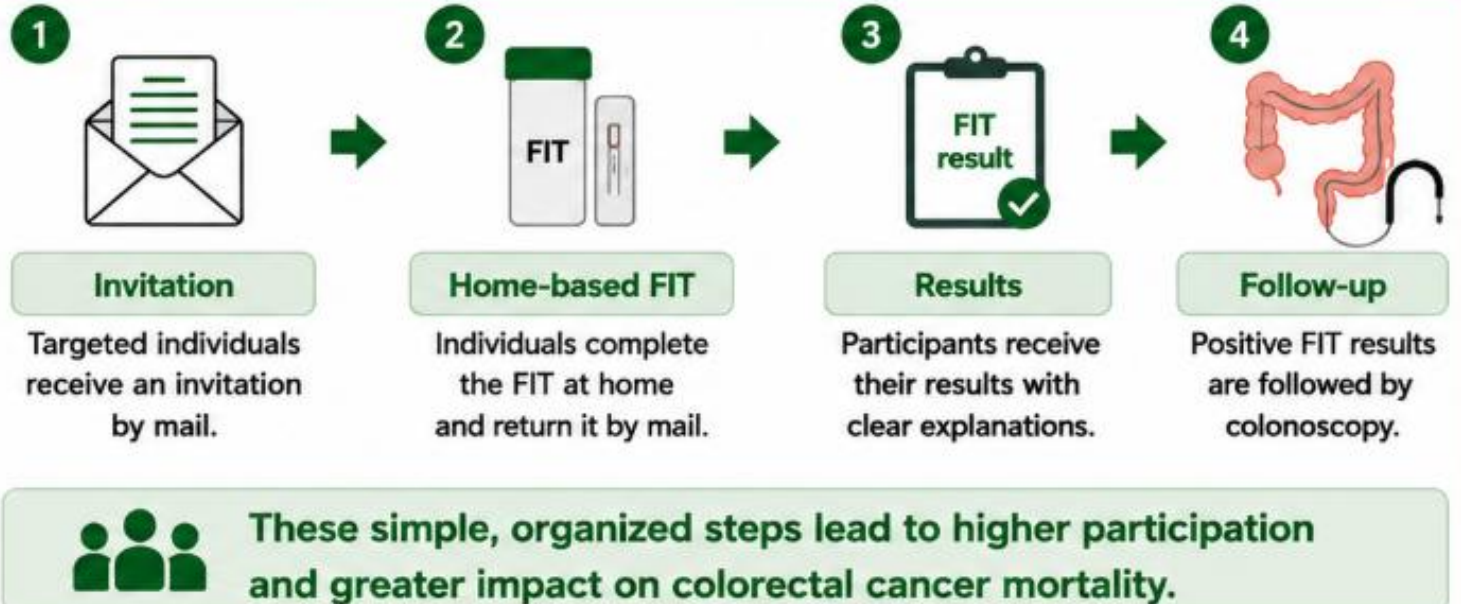 1
2
3
4
FIT
FIT
result
Invitation
Home-based FIT
Results
Follow-up
Targeted individuals
receive an invitation
by mail.
Individuals complete
the FIT at home
and return it by mail.
Participants receive
their results with
clear explanations.
Positive FIT results
are followed by
colonoscopy.
These simple, organized steps lead to higher participation
and greater impact on colorectal cancer mortality.